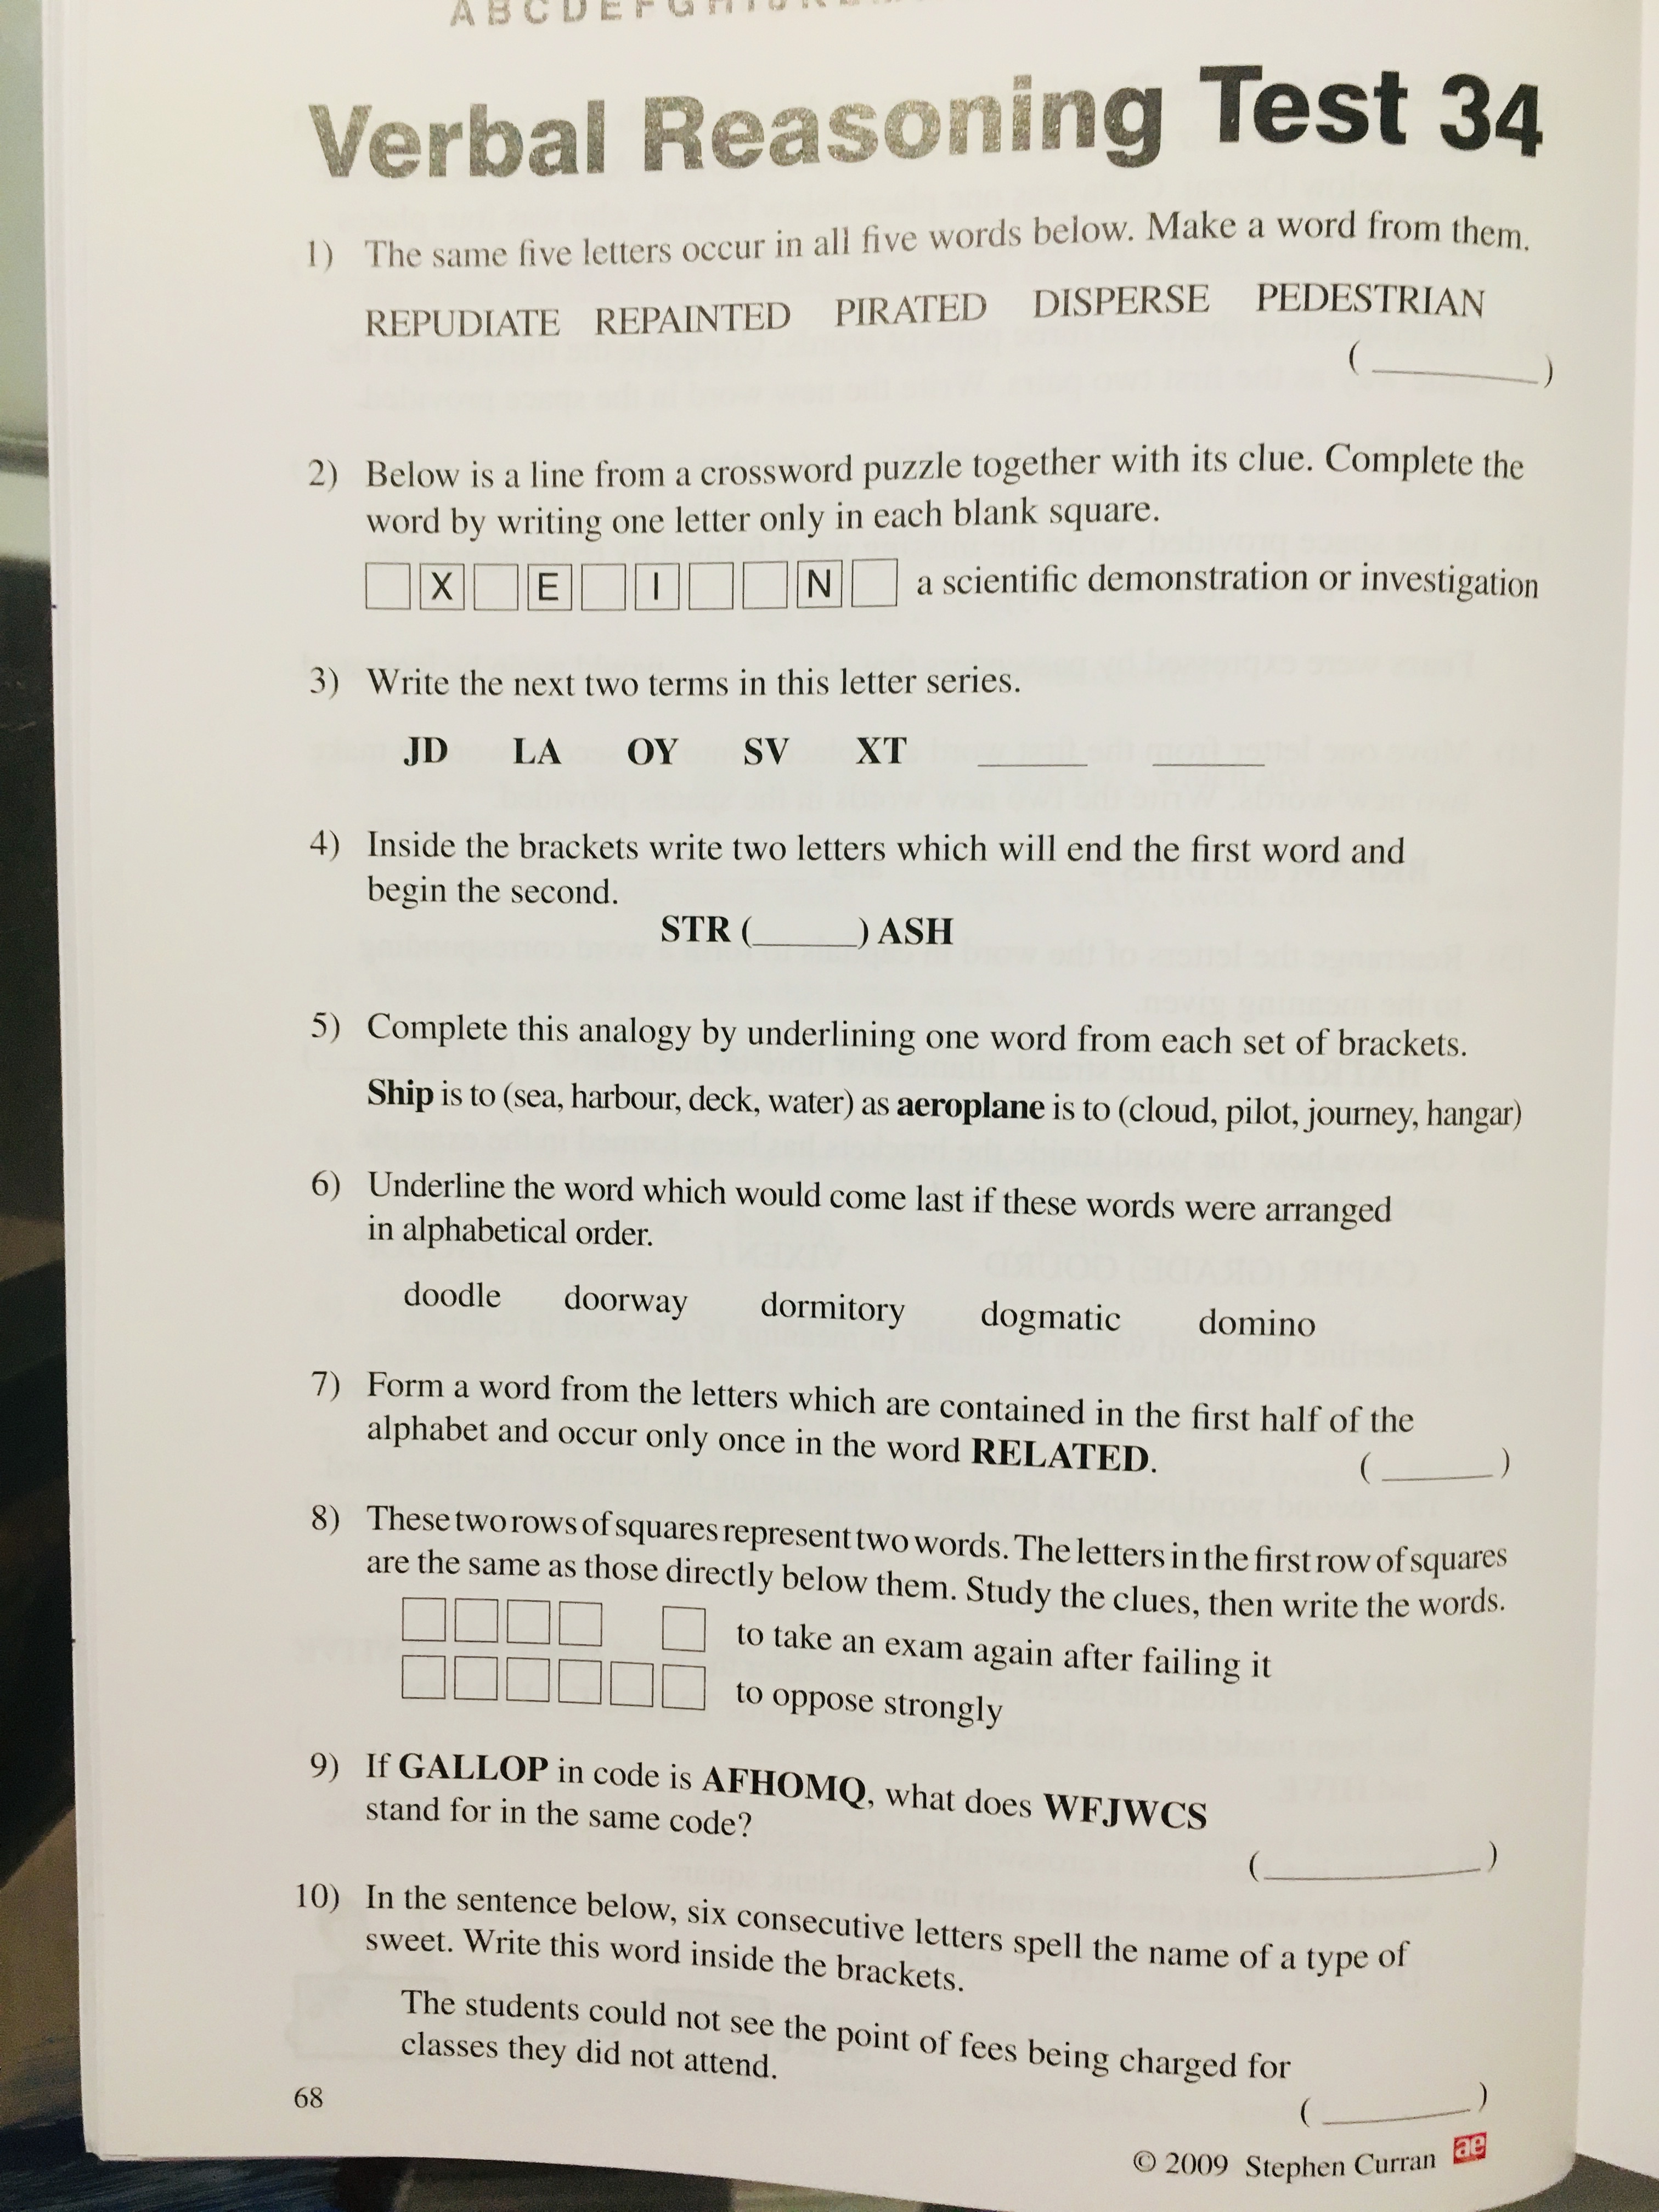 Verbal Reasoning Test 34
1) The same five letters occur in all five words below. Make a word from them.
REPUDIATE REPAINTED PIRATED DISPERSE PEDESTRIAN
( ______ )
2) Below is a line from a crossword puzzle together with its clue. Complete the
word by writing one letter only in each blank square.
X E I N a scientific demonstration or investigation
3) Write the next two terms in this letter series.
JD LA OY SV XT ______ ______
4) Inside the brackets write two letters which will end the first word and
begin the second.
STR (______) ASH
5) Complete this analogy by underlining one word from each set of brackets.
Ship is to (sea, harbour, deck, water) as aeroplane is to (cloud, pilot, journey, hangar)
6) Underline the word which would come last if these words were arranged
in alphabetical order.
doodle doorway dormitory dogmatic domino
7) Form a word from the letters which are contained in the first half of the
alphabet and occur only once in the word RELATED. ( ______ )
8) These two rows of squares represent two words. The letters in the first row of squares
are the same as those directly below them. Study the clues, then write the words.
to take an exam again after failing it
to oppose strongly
9) If GALLOP in code is AFHOMQ, what does WFJWCS
stand for in the same code?
(____________)
10) In the sentence below, six consecutive letters spell the name of a type of
sweet. Write this word inside the brackets.
The students could not see the point of fees being charged for
classes they did not attend.
( ________ )
68
© 2009 Stephen Curran ae